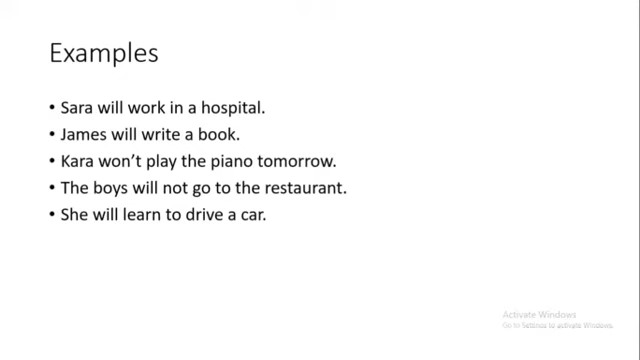 Examples
• Sara will work in a hospital.
• James will write a book.
• Kara won't play the piano tomorrow.
• The boys will not go to the restaurant.
• She will learn to drive a car.
Activate Windows
Go to Settings to activate Windows.